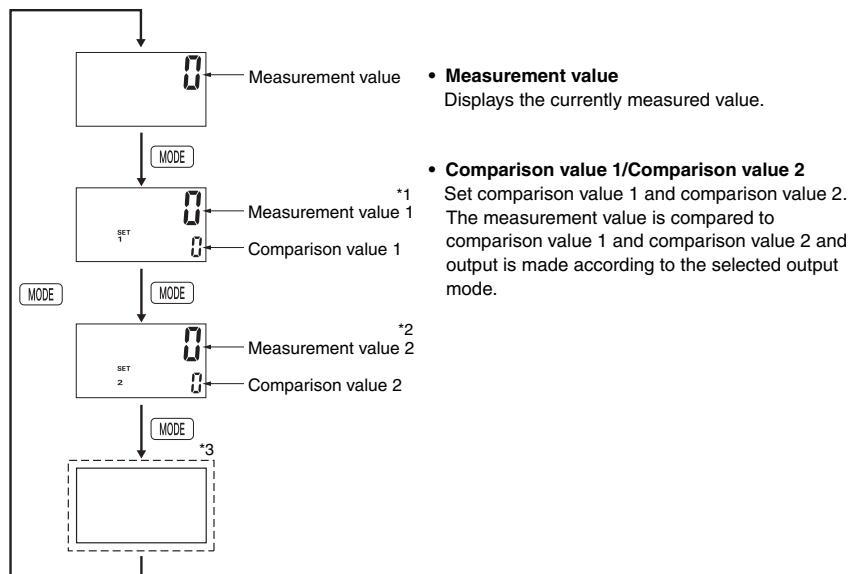 0
Measurement value
MODE
*1
0
Measurement value 1
SET
1
0
Comparison value 1
MODE
MODE
*2
0
Measurement value 2
SET
2
0
Comparison value 2
MODE
*3
• Measurement value
Displays the currently measured value.
• Comparison value 1/Comparison value 2
Set comparison value 1 and comparison value 2.
The measurement value is compared to
comparison value 1 and comparison value 2 and
output is made according to the selected output
mode.